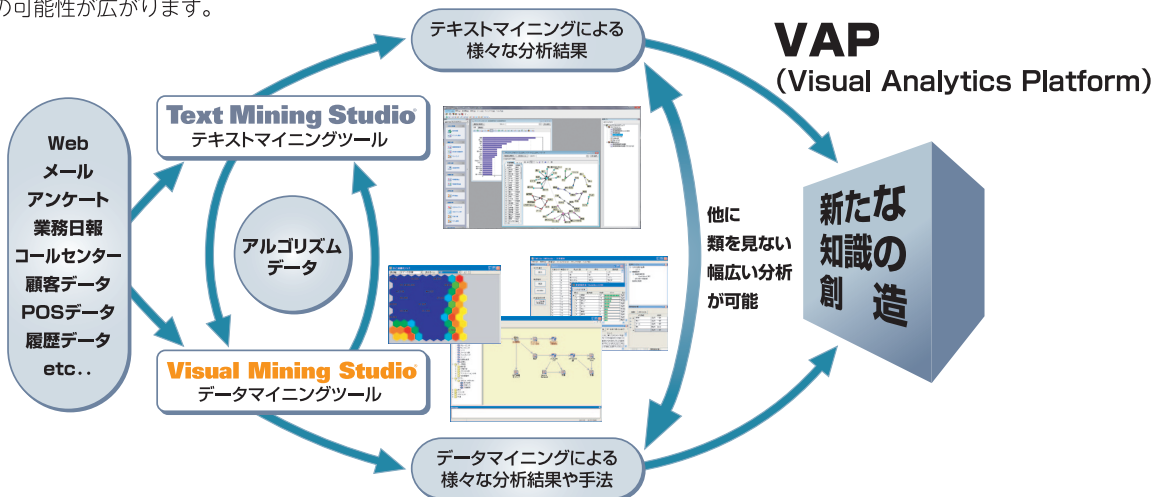 の可能性が広がります。
テキストマイニングによる
様々な分析結果
VAP
(Visual Analytics Platform)
Web
メール
アンケート
業務日報
コールセンター
顧客データ
POSデータ
履歴データ
etc..
Text Mining Studio®
テキストマイニングツール
アルゴリズム
データ
Visual Mining Studio®
データマイニングツール
他に
類を見ない
幅広い分析
が可能
新たな
知識の
創造
データマイニングによる
様々な分析結果や手法